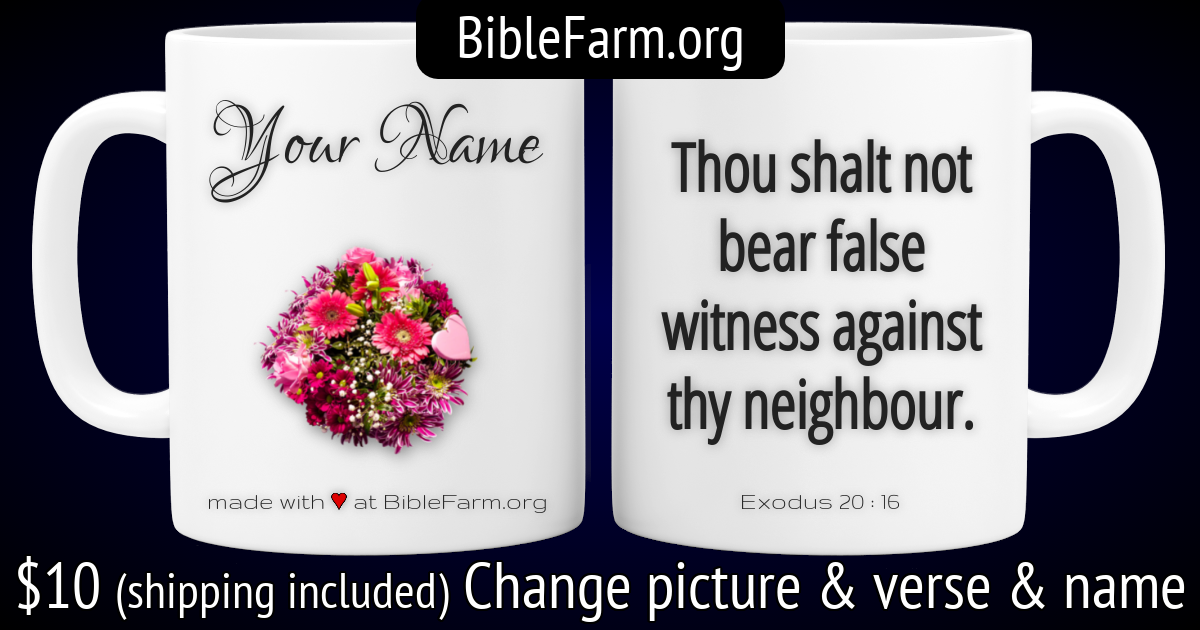 BibleFarm.org
Your Name
made with ♥ at BibleFarm.org
Thou shalt not
bear false
witness against
thy neighbour.
Exodus 20 : 16
$10 (shipping included) Change picture & verse & name